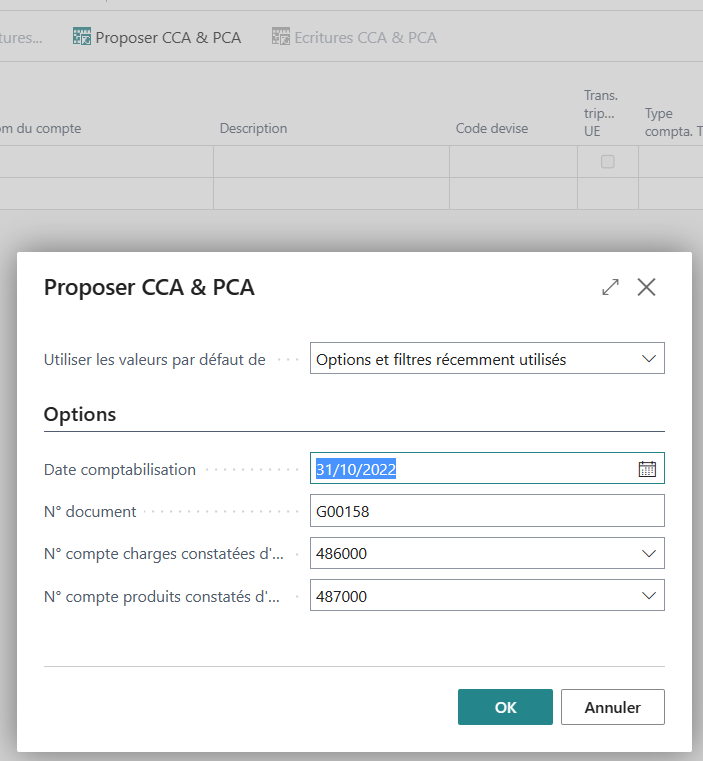 tures... Proposer CCA & PCA Ecritures CCA & PCA
om du compte Description Code devise Trans. trip... UE Type compta. T
Proposer CCA & PCA
Utiliser les valeurs par défaut de Options et filtres récemment utilisés
Options
Date comptabilisation 31/10/2022
N° document G00158
N° compte charges constatées d'... 486000
N° compte produits constatés d'... 487000
OK Annuler